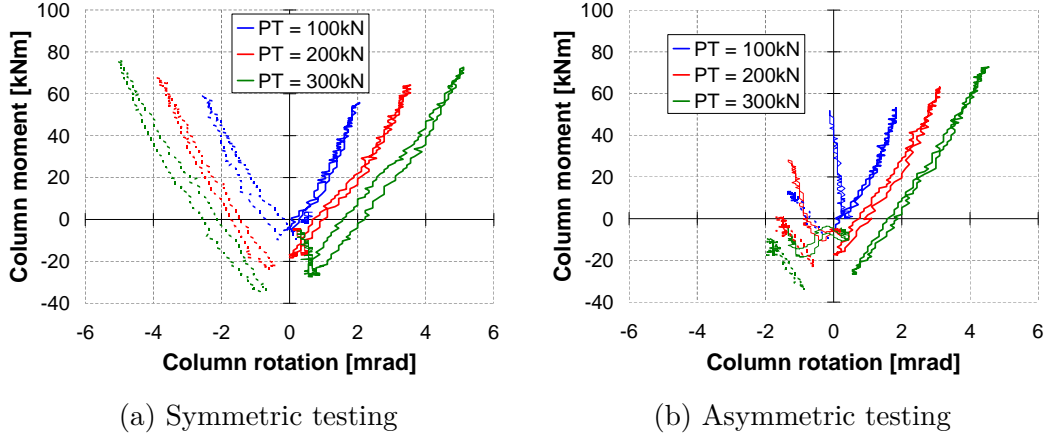 100
80
60
40
20
0
-20
-40
-6 -4 -2 0 2 4 6
Column moment [kNm]
Column rotation [mrad]
PT = 100kN
PT = 200kN
PT = 300kN
(a) Symmetric testing
100
80
60
40
20
0
-20
-40
-6 -4 -2 0 2 4 6
Column moment [kNm]
Column rotation [mrad]
PT = 100kN
PT = 200kN
PT = 300kN
(b) Asymmetric testing